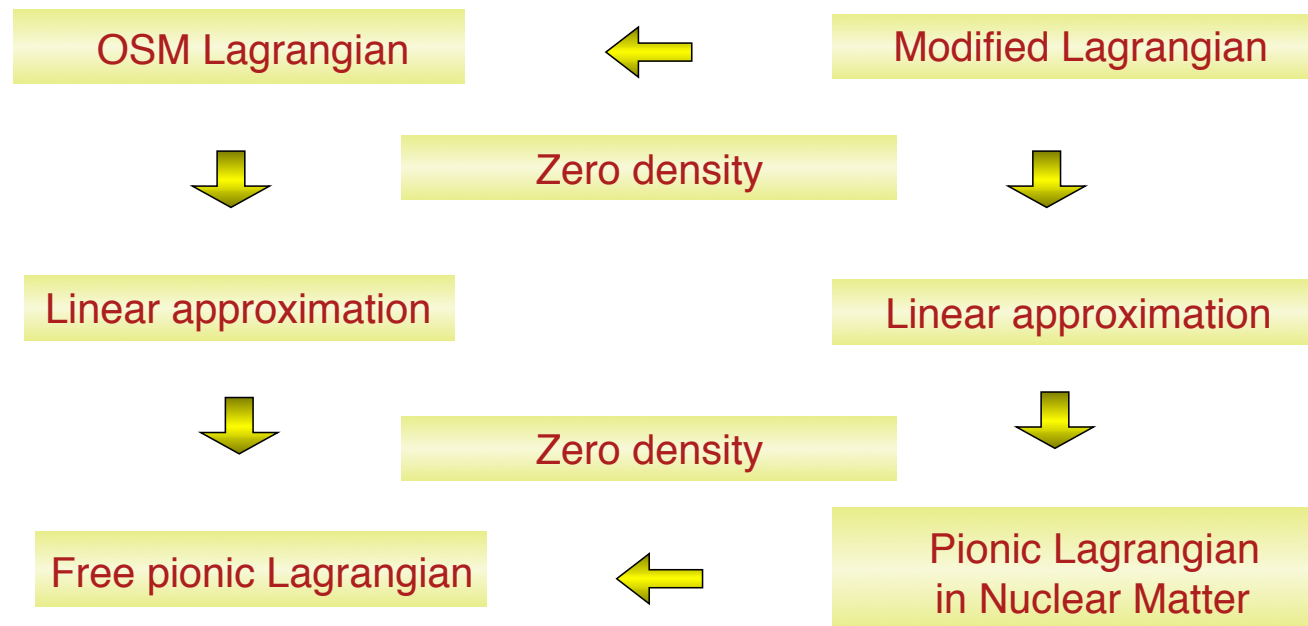 OSM Lagrangian
Modified Lagrangian
Zero density
Linear approximation
Linear approximation
Zero density
Free pionic Lagrangian
Pionic Lagrangian
in Nuclear Matter